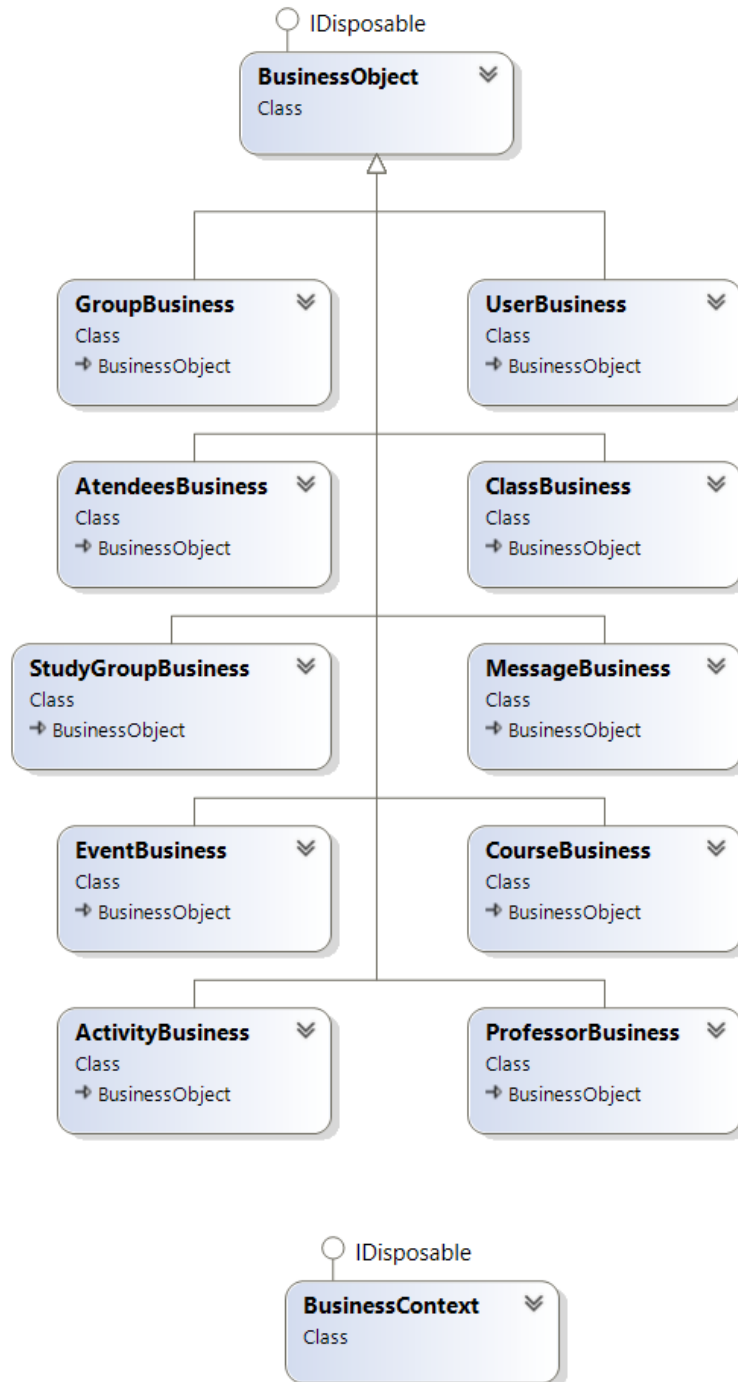 IDisposable
BusinessObject
Class
GroupBusiness
Class
BusinessObject
UserBusiness
Class
BusinessObject
AtendeesBusiness
Class
BusinessObject
ClassBusiness
Class
BusinessObject
StudyGroupBusiness
Class
BusinessObject
MessageBusiness
Class
BusinessObject
EventBusiness
Class
BusinessObject
CourseBusiness
Class
BusinessObject
ActivityBusiness
Class
BusinessObject
ProfessorBusiness
Class
BusinessObject
IDisposable
BusinessContext
Class